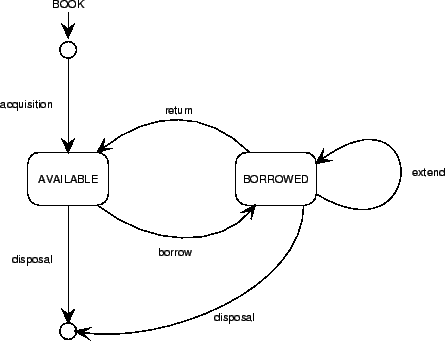 BOOK
acquisition
return
AVAILABLE
BORROWED
extend
borrow
disposal
disposal